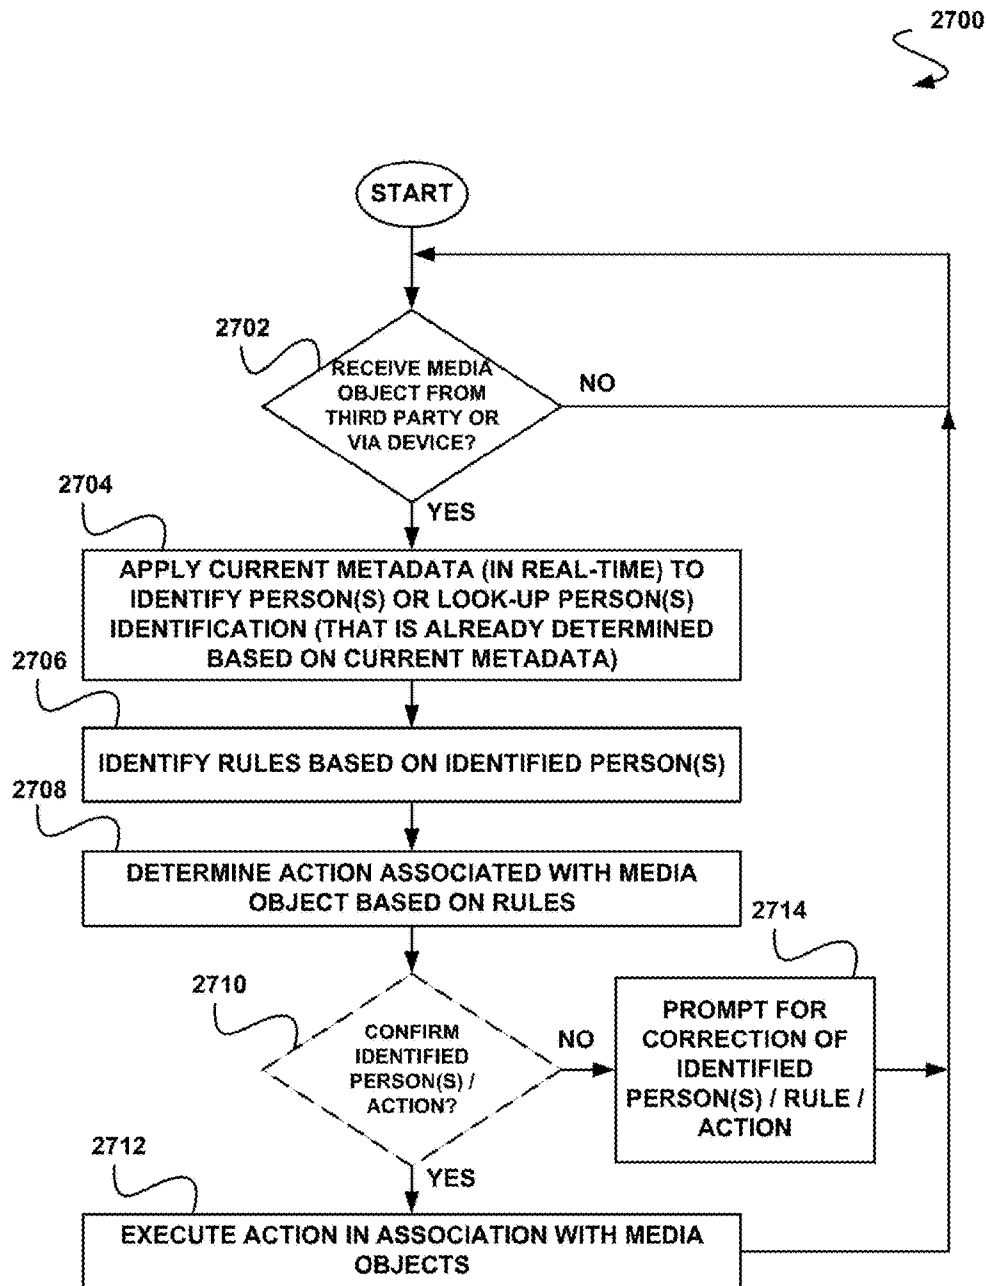 2700
START
2702
RECEIVE MEDIA
OBJECT FROM
THIRD PARTY OR
VIA DEVICE?
NO
YES
2704
APPLY CURRENT METADATA (IN REAL-TIME) TO
IDENTIFY PERSON(S) OR LOOK-UP PERSON(S)
IDENTIFICATION (THAT IS ALREADY DETERMINED
BASED ON CURRENT METADATA)
2706
IDENTIFY RULES BASED ON IDENTIFIED PERSON(S)
2708
DETERMINE ACTION ASSOCIATED WITH MEDIA
OBJECT BASED ON RULES
2710
CONFIRM
IDENTIFIED
PERSON(S) /
ACTION?
NO
2714
PROMPT FOR
CORRECTION OF
IDENTIFIED
PERSON(S) / RULE /
ACTION
YES
2712
EXECUTE ACTION IN ASSOCIATION WITH MEDIA
OBJECTS